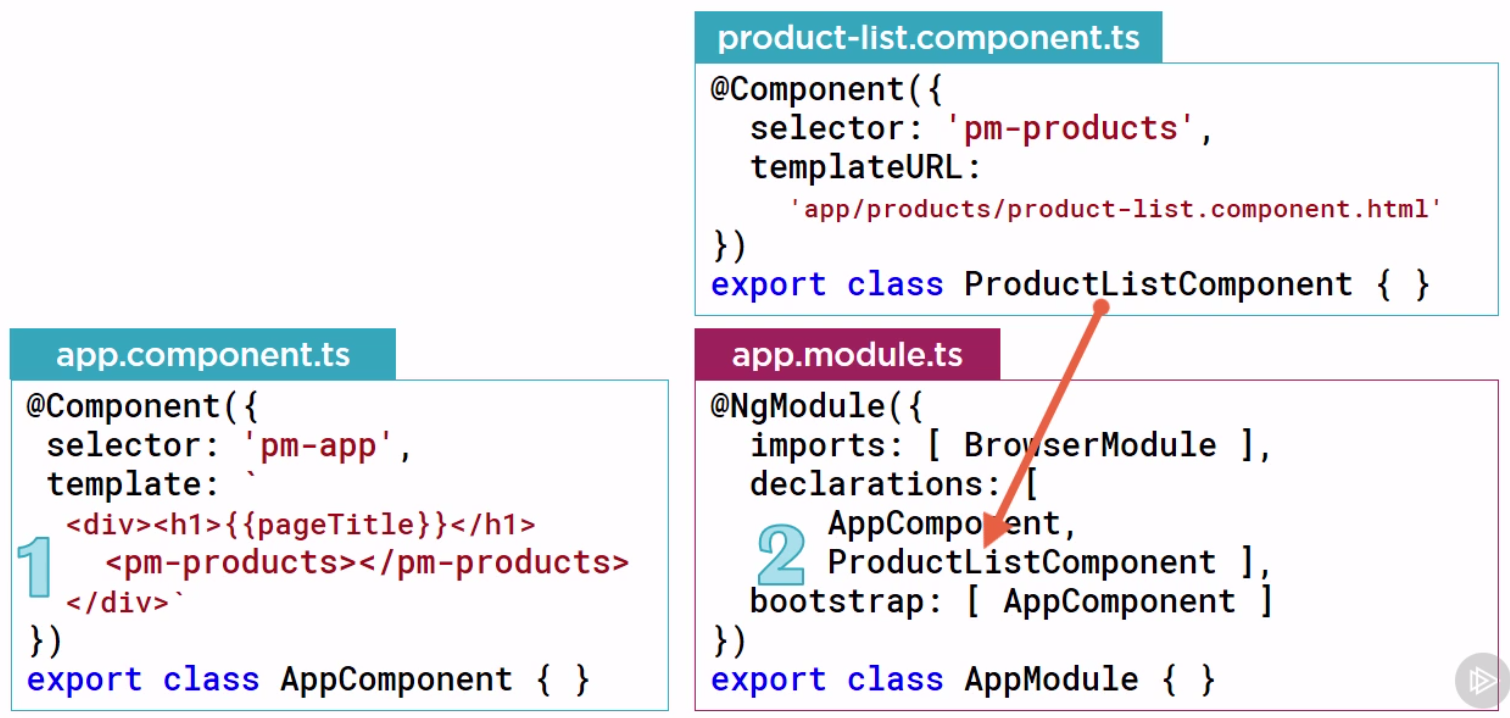 product-list.component.ts
@Component({
selector: 'pm-products',
templateURL:
'app/products/product-list.component.html'
})
export class ProductListComponent { }
app.component.ts
@Component({
selector: 'pm-app',
template: `
<div><h1>{{pageTitle}}</h1>
1 <pm-products></pm-products>
</div>`
})
export class AppComponent { }
app.module.ts
@NgModule({
imports: [ BrowserModule ],
declarations: [
AppComponent,
2 ProductListComponent ],
bootstrap: [ AppComponent ]
})
export class AppModule { }